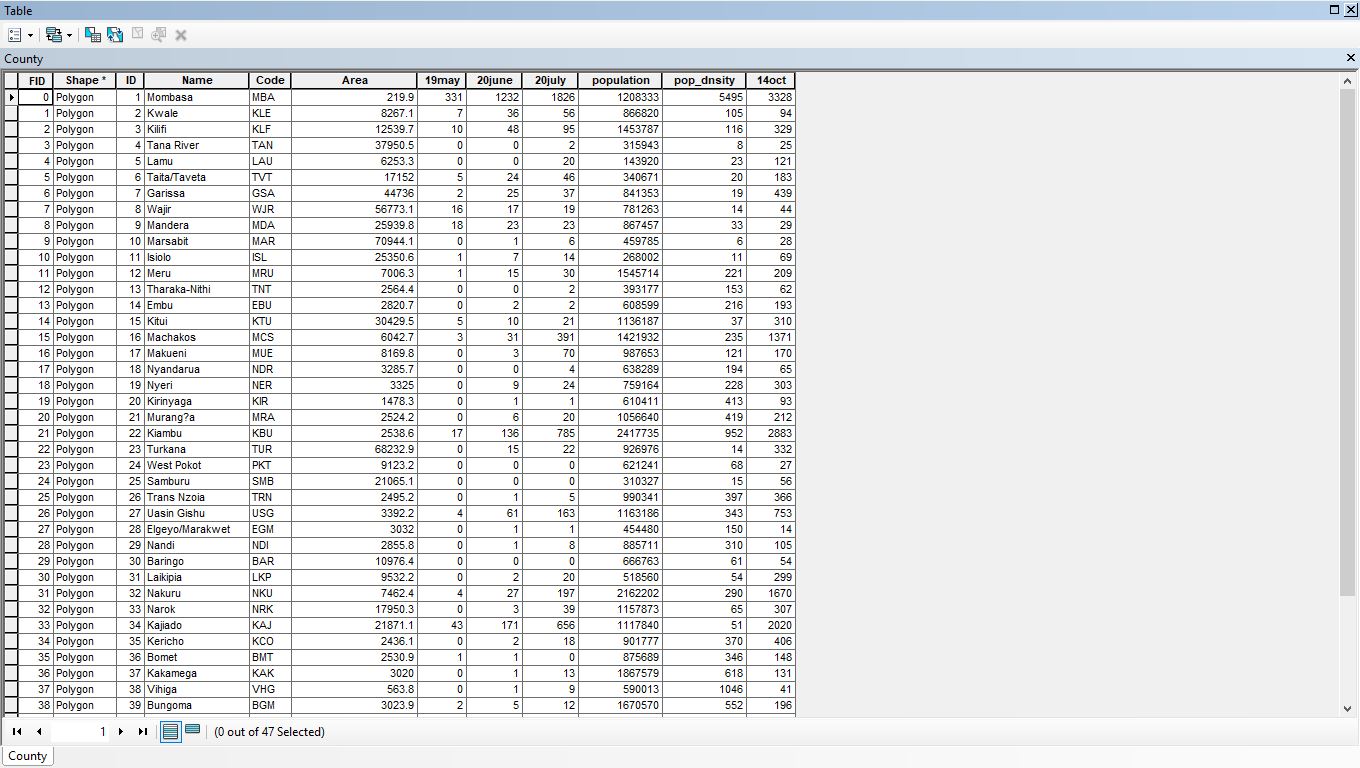 Table
County
FID Shape * ID Name Code Area 19may 20june 20july population pop_dnsity 14oct
0 Polygon 1 Mombasa MBA 219.9 331 1232 1826 1208333 5495 3328
1 Polygon 2 Kwale KLE 8267.1 7 36 56 866820 105 94
2 Polygon 3 Kilifi KLF 12539.7 10 48 95 1453787 116 329
3 Polygon 4 Tana River TAN 37950.5 0 0 2 315943 8 25
4 Polygon 5 Lamu LAU 6253.3 0 0 20 143920 23 121
5 Polygon 6 Taita/Taveta TVT 17152 5 24 46 340671 20 183
6 Polygon 7 Garissa GSA 44736 2 25 37 841353 19 439
7 Polygon 8 Wajir WJR 56773.1 16 17 19 781263 14 44
8 Polygon 9 Mandera MDA 25939.8 18 23 23 867457 33 29
9 Polygon 10 Marsabit MAR 70944.1 0 1 6 459785 6 28
10 Polygon 11 Isiolo ISL 25350.6 1 7 14 268002 11 69
11 Polygon 12 Meru MRU 7006.3 1 15 30 1545714 221 209
12 Polygon 13 Tharaka-Nithi TNT 2564.4 0 0 2 393177 153 62
13 Polygon 14 Embu EBU 2820.7 0 2 2 608599 216 193
14 Polygon 15 Kitui KTU 30429.5 5 10 21 1136187 37 310
15 Polygon 16 Machakos MCS 6042.7 3 31 391 1421932 235 1371
16 Polygon 17 Makueni MUE 8169.8 0 3 70 987653 121 170
17 Polygon 18 Nyandarua NDR 3285.7 0 0 4 638289 194 65
18 Polygon 19 Nyeri NER 3325 0 9 24 759164 228 303
19 Polygon 20 Kirinyaga KIR 1478.3 0 1 1 610411 413 93
20 Polygon 21 Murang?a MRA 2524.2 0 6 20 1056640 419 212
21 Polygon 22 Kiambu KBU 2538.6 17 136 785 2417735 952 2883
22 Polygon 23 Turkana TUR 68232.9 0 15 22 926976 14 332
23 Polygon 24 West Pokot PKT 9123.2 0 0 0 621241 68 27
24 Polygon 25 Samburu SMB 21065.1 0 0 0 310327 15 56
25 Polygon 26 Trans Nzoia TRN 2495.2 0 1 5 990341 397 366
26 Polygon 27 Uasin Gishu USG 3392.2 4 61 163 1163186 343 753
27 Polygon 28 Elgeyo/Marakwet EGM 3032 0 1 1 454480 150 14
28 Polygon 29 Nandi NDI 2855.8 0 1 8 885711 310 105
29 Polygon 30 Baringo BAR 10976.4 0 0 0 666763 61 54
30 Polygon 31 Laikipia LKP 9532.2 0 2 20 518560 54 299
31 Polygon 32 Nakuru NKU 7462.4 4 27 197 2162202 290 1670
32 Polygon 33 Narok NRK 17950.3 0 3 39 1157873 65 307
33 Polygon 34 Kajiado KAJ 21871.1 43 171 656 1117840 51 2020
34 Polygon 35 Kericho KCO 2436.1 0 2 18 901777 370 406
35 Polygon 36 Bomet BMT 2530.9 1 1 0 875689 346 148
36 Polygon 37 Kakamega KAK 3020 0 1 13 1867579 618 131
37 Polygon 38 Vihiga VHG 563.8 0 1 9 590013 1046 41
38 Polygon 39 Bungoma BGM 3023.9 2 5 12 1670570 552 196
1 (0 out of 47 Selected)
County